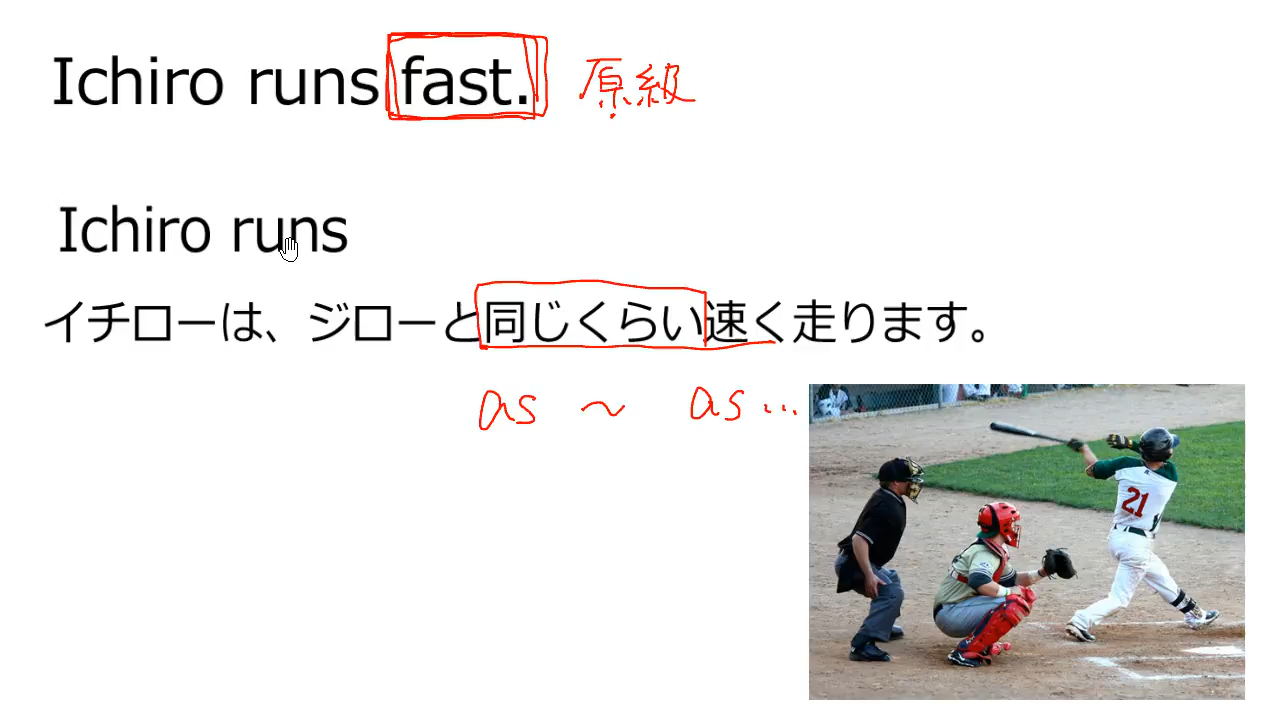 Ichiro runs fast. 原級
Ichiro runs
イチローは、ジローと同じくらい速く走ります。
as ~ as …
21